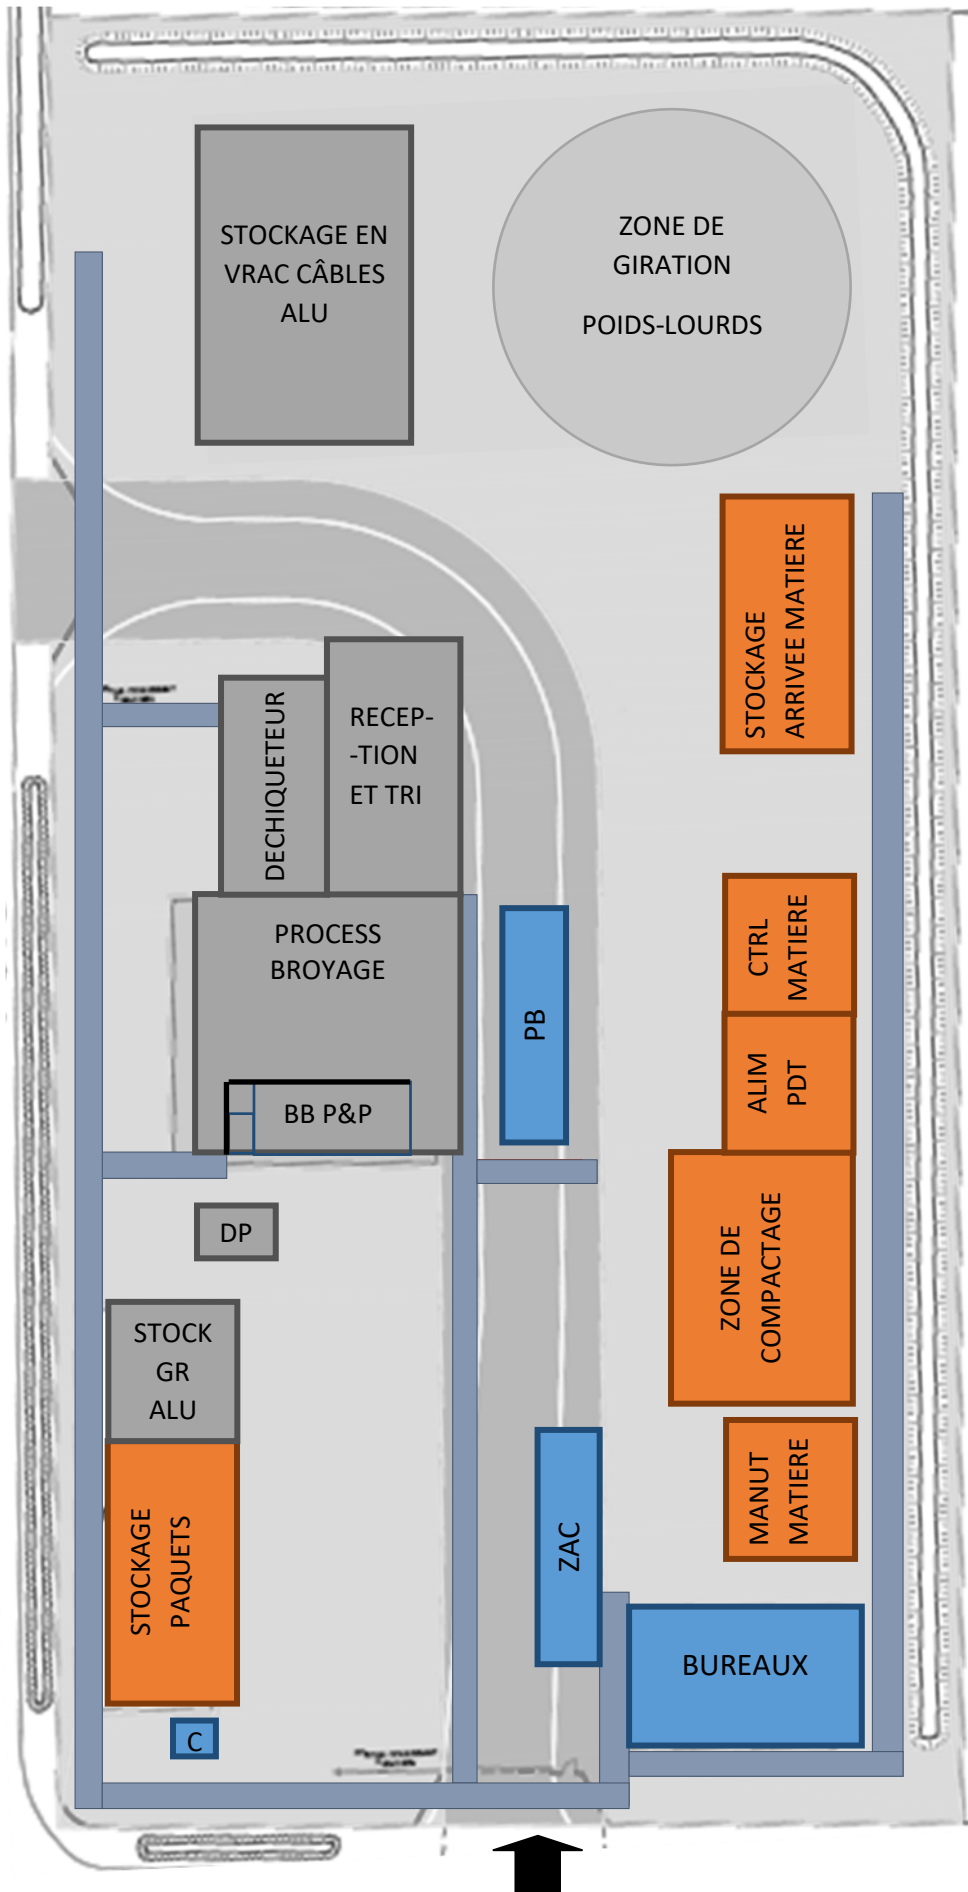 STOCKAGE EN
VRAC CÂBLES
ALU
ZONE DE
GIRATION
POIDS-LOURDS
STOCKAGE
ARRIVEE MATIERE
DECHIQUETEUR
RECEP-
-TION
ET TRI
PROCESS
BROYAGE
BB P&P
PB
CTRL
MATIERE
ALIM
PDT
ZONE DE
COMPACTAGE
DP
STOCK
GR
ALU
STOCKAGE
PAQUETS
ZAC
MANUT
MATIERE
BUREAUX
C